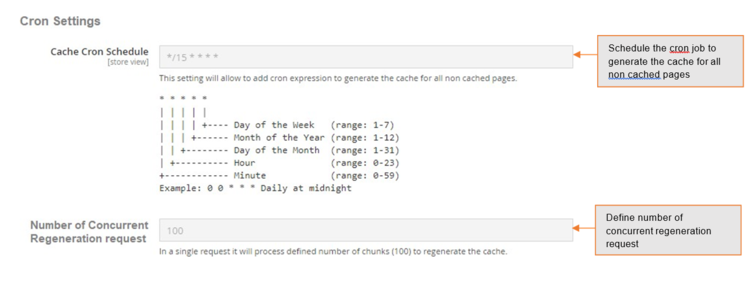 Cron Settings
Cache Cron Schedule
[store view]
*/15 * * * *
This setting will allow to add cron expression to generate the cache for all non cached pages.
* * * * *
| | | | |
| | | | +---- Day of the Week   (range: 1-7)
| | | +------ Month of the Year (range: 1-12)
| | +-------- Day of the Month  (range: 1-31)
| +---------- Hour              (range: 0-23)
+------------ Minute            (range: 0-59)
Example: 0 0 * * * Daily at midnight
Schedule the cron job to
generate the cache for all
non cached pages
Number of Concurrent
Regeneration request
100
In a single request it will process defined number of chunks (100) to regenerate the cache.
Define number of
concurrent regeneration
request